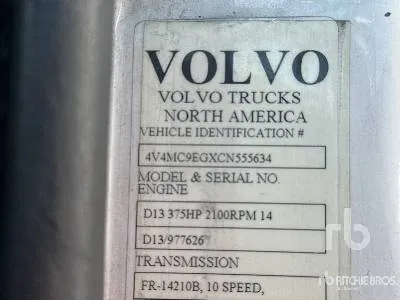 VOLVO
VOLVO TRUCKS
NORTH AMERICA
VEHICLE IDENTIFICATION #
4V4MC9EGXCN555634
MODEL & SERIAL NO.
ENGINE
D13 375HP 2100RPM 14
D13/977626
TRANSMISSION
FR-14210B, 10 SPEED,
rb
RITCHIE BROS.